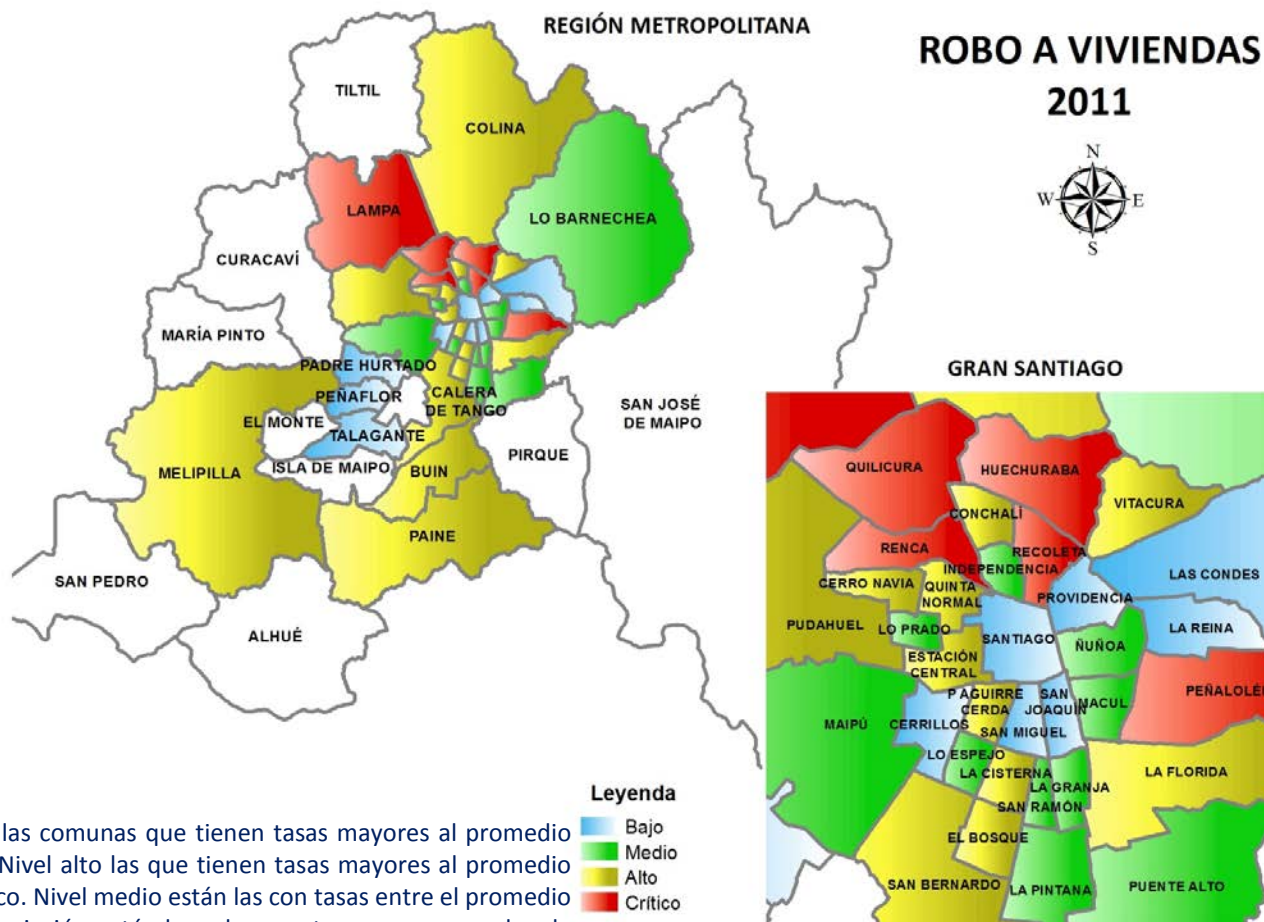 REGIÓN METROPOLITANA
ROBO A VIVIENDAS
2011
N
W E
S
TILTIL
COLINA
LAMPA
LO BARNECHEA
CURACAVÍ
MARÍA PINTO
PADRE HURTADO
PEÑAFLOR
CALERA
DE TANGO
EL MONTE
TALAGANTE
SAN JOSÉ
DE MAIPO
MELIPILLA
ISLA DE MAIPO
BUIN
PIRQUE
PAINE
SAN PEDRO
ALHUÉ
GRAN SANTIAGO
QUILICURA
HUECHURABA
CONCHALÍ
VITACURA
RENCA
RECOLETA
INDEPENDENCIA
CERRO NAVIA
QUINTA
NORMAL
LAS CONDES
PROVIDENCIA
PUDAHUEL
LO PRADO
SANTIAGO
LA REINA
ÑUÑOA
ESTACIÓN
CENTRAL
P AGUIRRE
CERDA
SAN
JOAQUIN
MACUL
PEÑALOLÉ
MAIPÚ
CERRILLOS
SAN MIGUEL
LO ESPEJO
LA CISTERNA
LA GRANJA
LA FLORIDA
SAN RAMÓN
EL BOSQUE
SAN BERNARDO
LA PINTANA
PUENTE ALTO
Leyenda
Bajo
Medio
Alto
Crítico
las comunas que tienen tasas mayores al promedio
Nivel alto las que tienen tasas mayores al promedio
co. Nivel medio están las con tasas entre el promedio